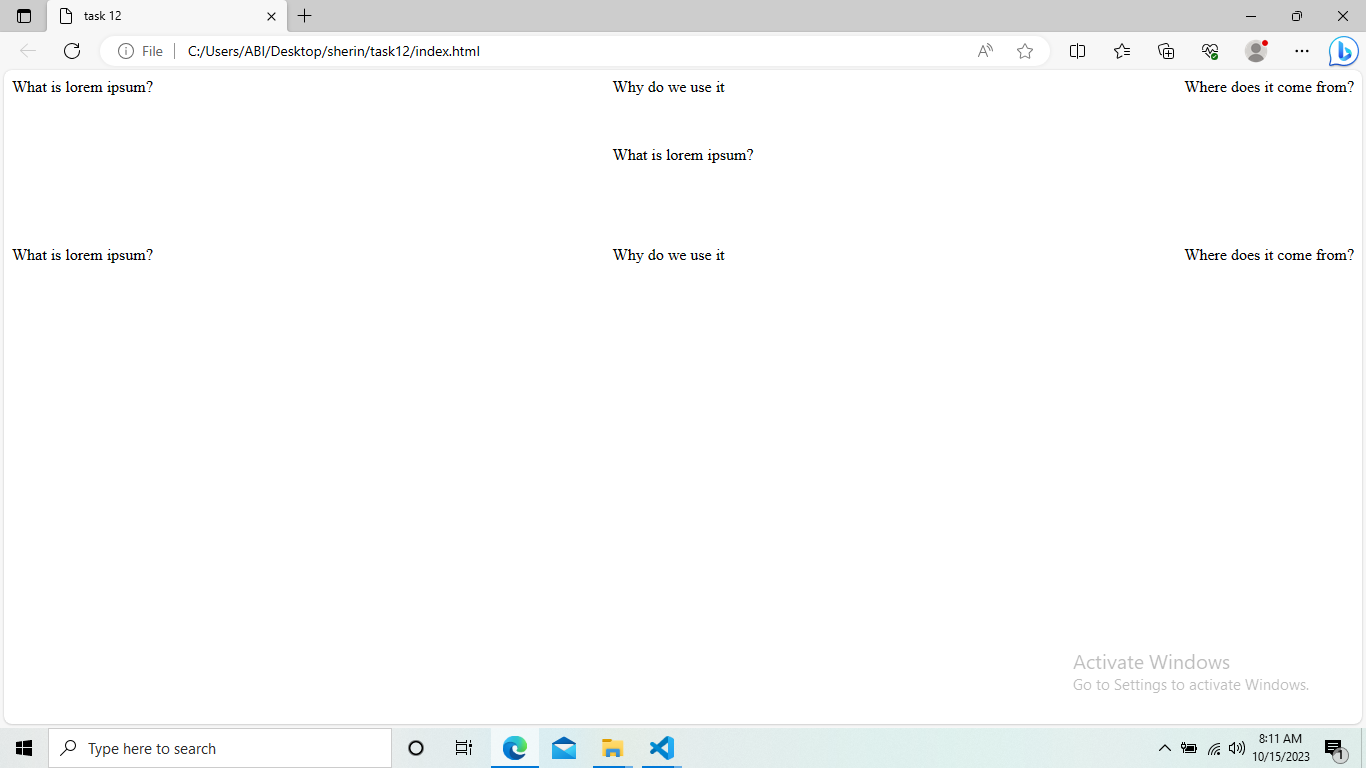 task 12
File C:/Users/ABI/Desktop/sherin/task12/index.html
What is lorem ipsum? Why do we use it Where does it come from?
What is lorem ipsum?
What is lorem ipsum? Why do we use it Where does it come from?
Activate Windows
Go to Settings to activate Windows.
Type here to search
8:11 AM
10/15/2023
1